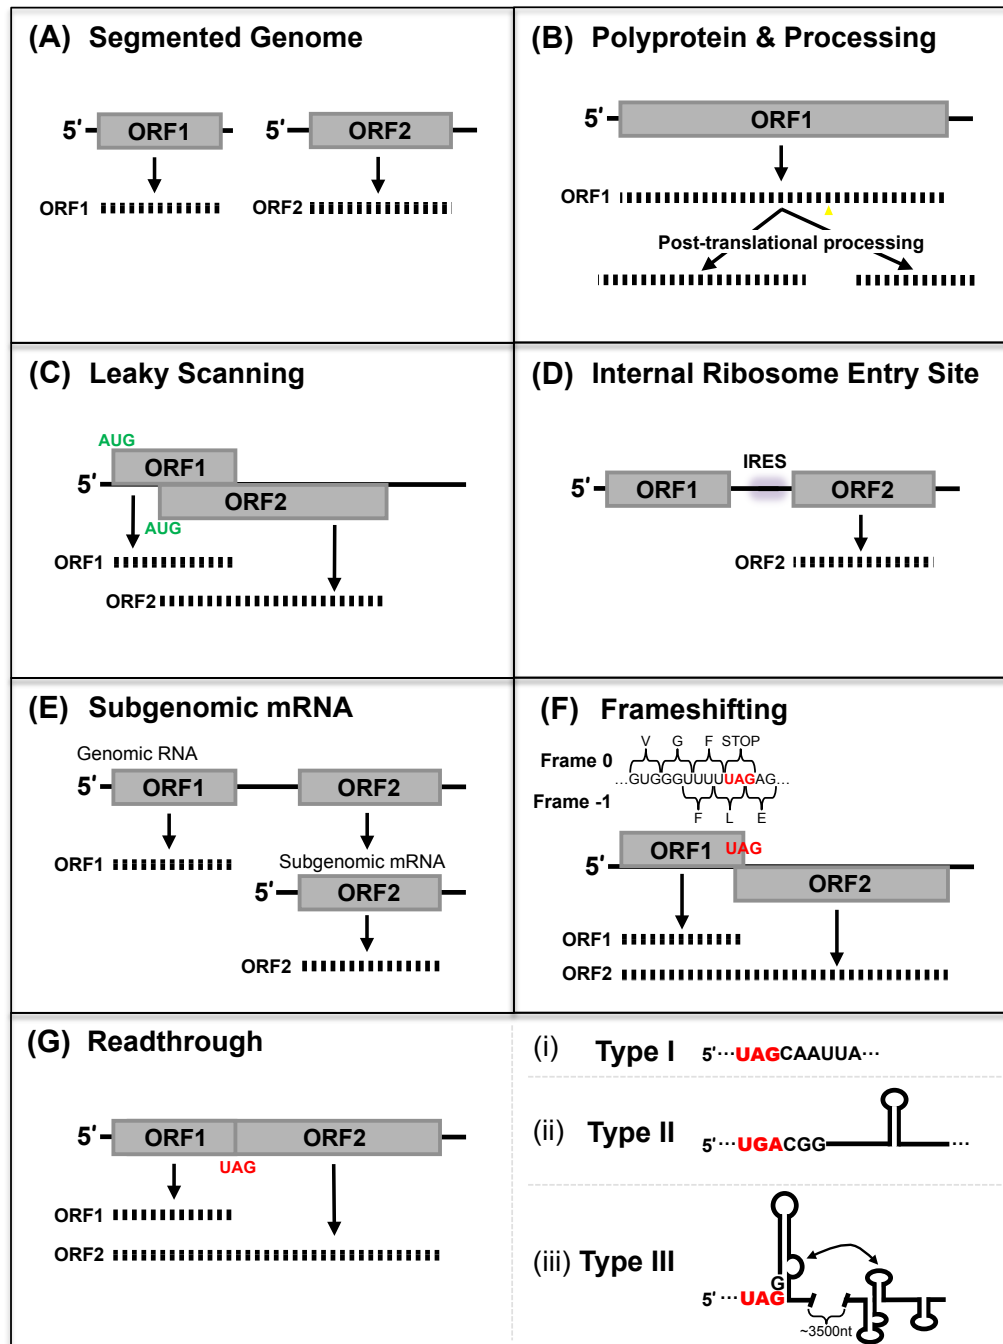 (A) Segmented Genome
5′ ORF1 5′ ORF2
ORF1 ORF2
(B) Polyprotein & Processing
5′ ORF1
ORF1
Post-translational processing
(C) Leaky Scanning
AUG
5′ ORF1
ORF2
AUG
ORF1
ORF2
(D) Internal Ribosome Entry Site
IRES
5′ ORF1 ORF2
ORF2
(E) Subgenomic mRNA
Genomic RNA
5′ ORF1 ORF2
ORF1
Subgenomic mRNA
5′ ORF2
ORF2
(F) Frameshifting
V G F STOP
Frame 0
...GUGGGUUUUUAGAG...
Frame -1
F L E
5′ ORF1 UAG
ORF2
ORF1
ORF2
(G) Readthrough
5′ ORF1 ORF2
UAG
ORF1
ORF2
(i) Type I 5′···UAGCAAUUA···
(ii) Type II 5′···UGACGG ···
(iii) Type III
G
5′ ···UAG
~3500nt